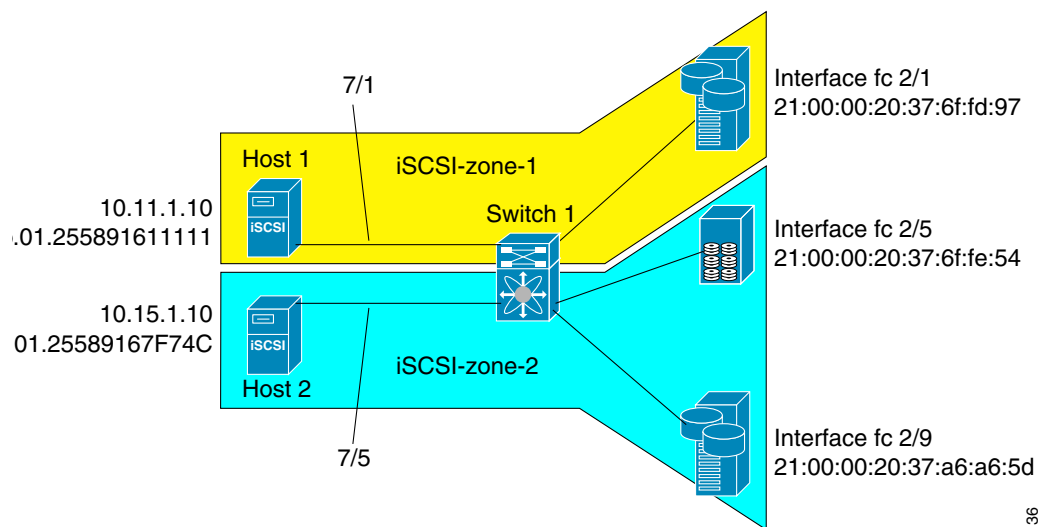 7/1
Interface fc 2/1
21:00:00:20:37:6f:fd:97
Host 1
iSCSI-zone-1
10.11.1.10
.01.255891611111
iSCSI
Switch 1
Interface fc 2/5
21:00:00:20:37:6f:fe:54
10.15.1.10
01.25589167F74C
iSCSI
iSCSI-zone-2
Host 2
7/5
Interface fc 2/9
21:00:00:20:37:a6:a6:5d
36